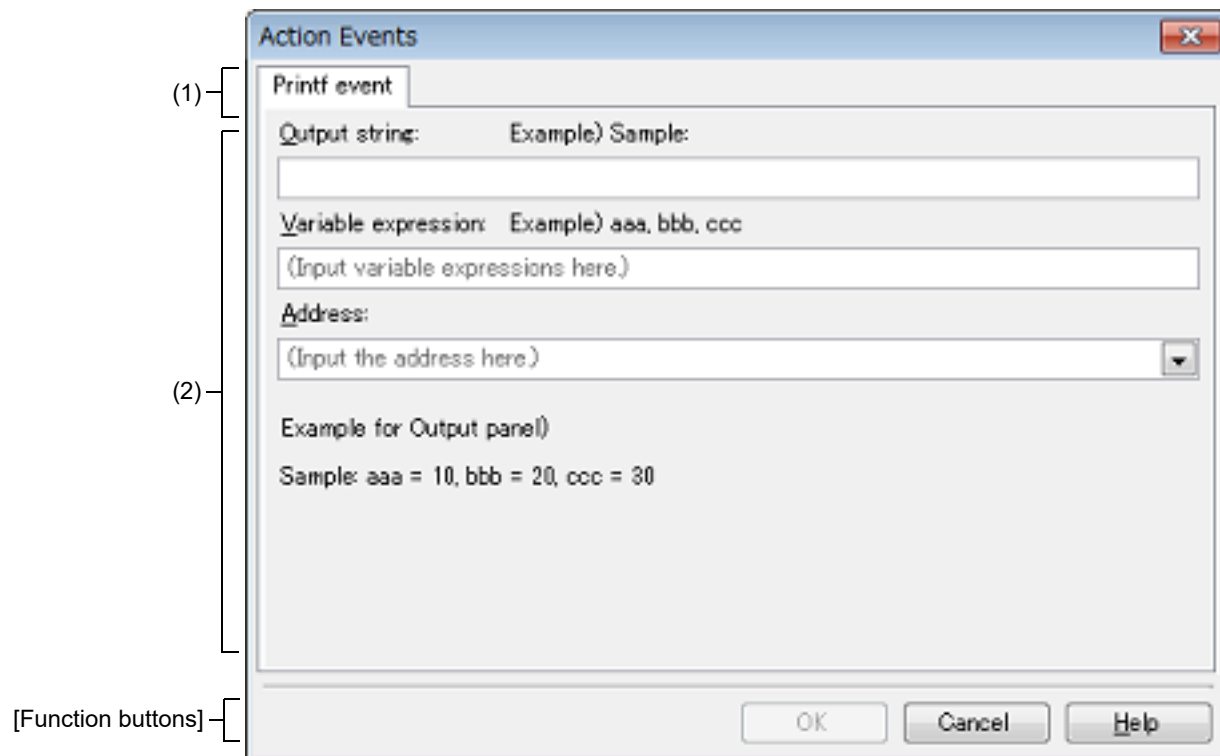 Action Events
(1)
Printf event
Output string: Example) Sample:
Variable expression: Example) aaa, bbb, ccc
(Input variable expressions here.)
Address:
(Input the address here.)
(2)
Example for Output panel)
Sample: aaa = 10, bbb = 20, ccc = 30
[Function buttons]
OK Cancel Help